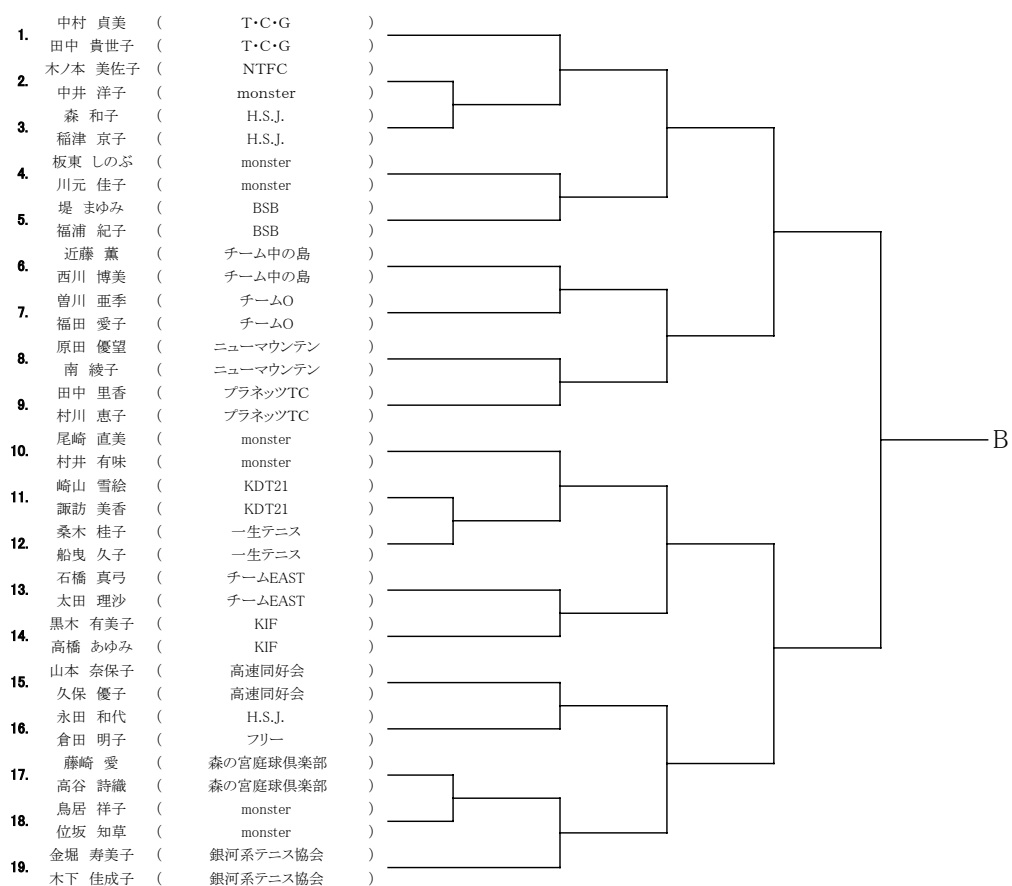 中村 貞美 ( T・C・G )
1.
田中 貴世子 ( T・C・G )
木ノ本 美佐子 ( NTFC )
2.
中井 洋子 ( monster )
森 和子 ( H.S.J. )
3.
稲津 京子 ( H.S.J. )
板東 しのぶ ( monster )
4.
川元 佳子 ( monster )
堤 まゆみ ( BSB )
5.
福浦 紀子 ( BSB )
近藤 薫 ( チーム中の島 )
6.
西川 博美 ( チーム中の島 )
曽川 亜季 ( チームO )
7.
福田 愛子 ( チームO )
原田 優望 ( ニューマウンテン )
8.
南 綾子 ( ニューマウンテン )
田中 里香 ( プラネッツTC )
9.
村川 恵子 ( プラネッツTC )
尾崎 直美 ( monster )
10.
村井 有味 ( monster )
B
崎山 雪絵 ( KDT21 )
11.
諏訪 美香 ( KDT21 )
桑木 桂子 ( 一生テニス )
12.
船曳 久子 ( 一生テニス )
石橋 真弓 ( チームEAST )
13.
太田 理沙 ( チームEAST )
黒木 有美子 ( KIF )
14.
高橋 あゆみ ( KIF )
山本 奈保子 ( 高速同好会 )
15.
久保 優子 ( 高速同好会 )
永田 和代 ( H.S.J. )
16.
倉田 明子 ( フリー )
藤崎 愛 ( 森の宮庭球倶楽部 )
17.
高谷 詩織 ( 森の宮庭球倶楽部 )
鳥居 祥子 ( monster )
18.
位坂 知草 ( monster )
金堀 寿美子 ( 銀河系テニス協会 )
19.
木下 佳成子 ( 銀河系テニス協会 )